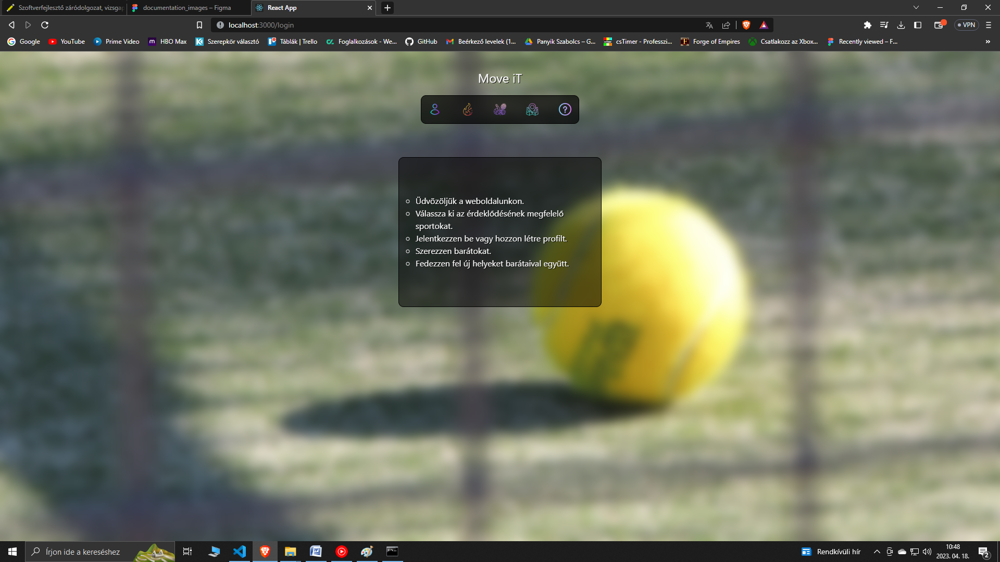 Szoftverfejlesztő záródolgozat, vizsgap
documentation_images – Figma
React App
localhost:3000/login
VPN
Google
YouTube
Prime Video
HBO Max
Szerepkör választó
Táblák | Trello
Foglalkozások - We...
GitHub
Beérkező levelek (1...
Panyik Szabolcs – G...
csTimer - Professzi...
Forge of Empires
Csatlakozz az Xbox...
Recently viewed – F...
Move iT
Üdvözöljük a weboldalunkon.
Válassza ki az érdeklődésének megfelelő
sportokat.
Jelentkezzen be vagy hozzon létre profilt.
Szerezzen barátokat.
Fedezzen fel új helyeket barátaival együtt.
Írjon ide a kereséshez
Rendkívüli hír
10:48
2023. 04. 18.
2